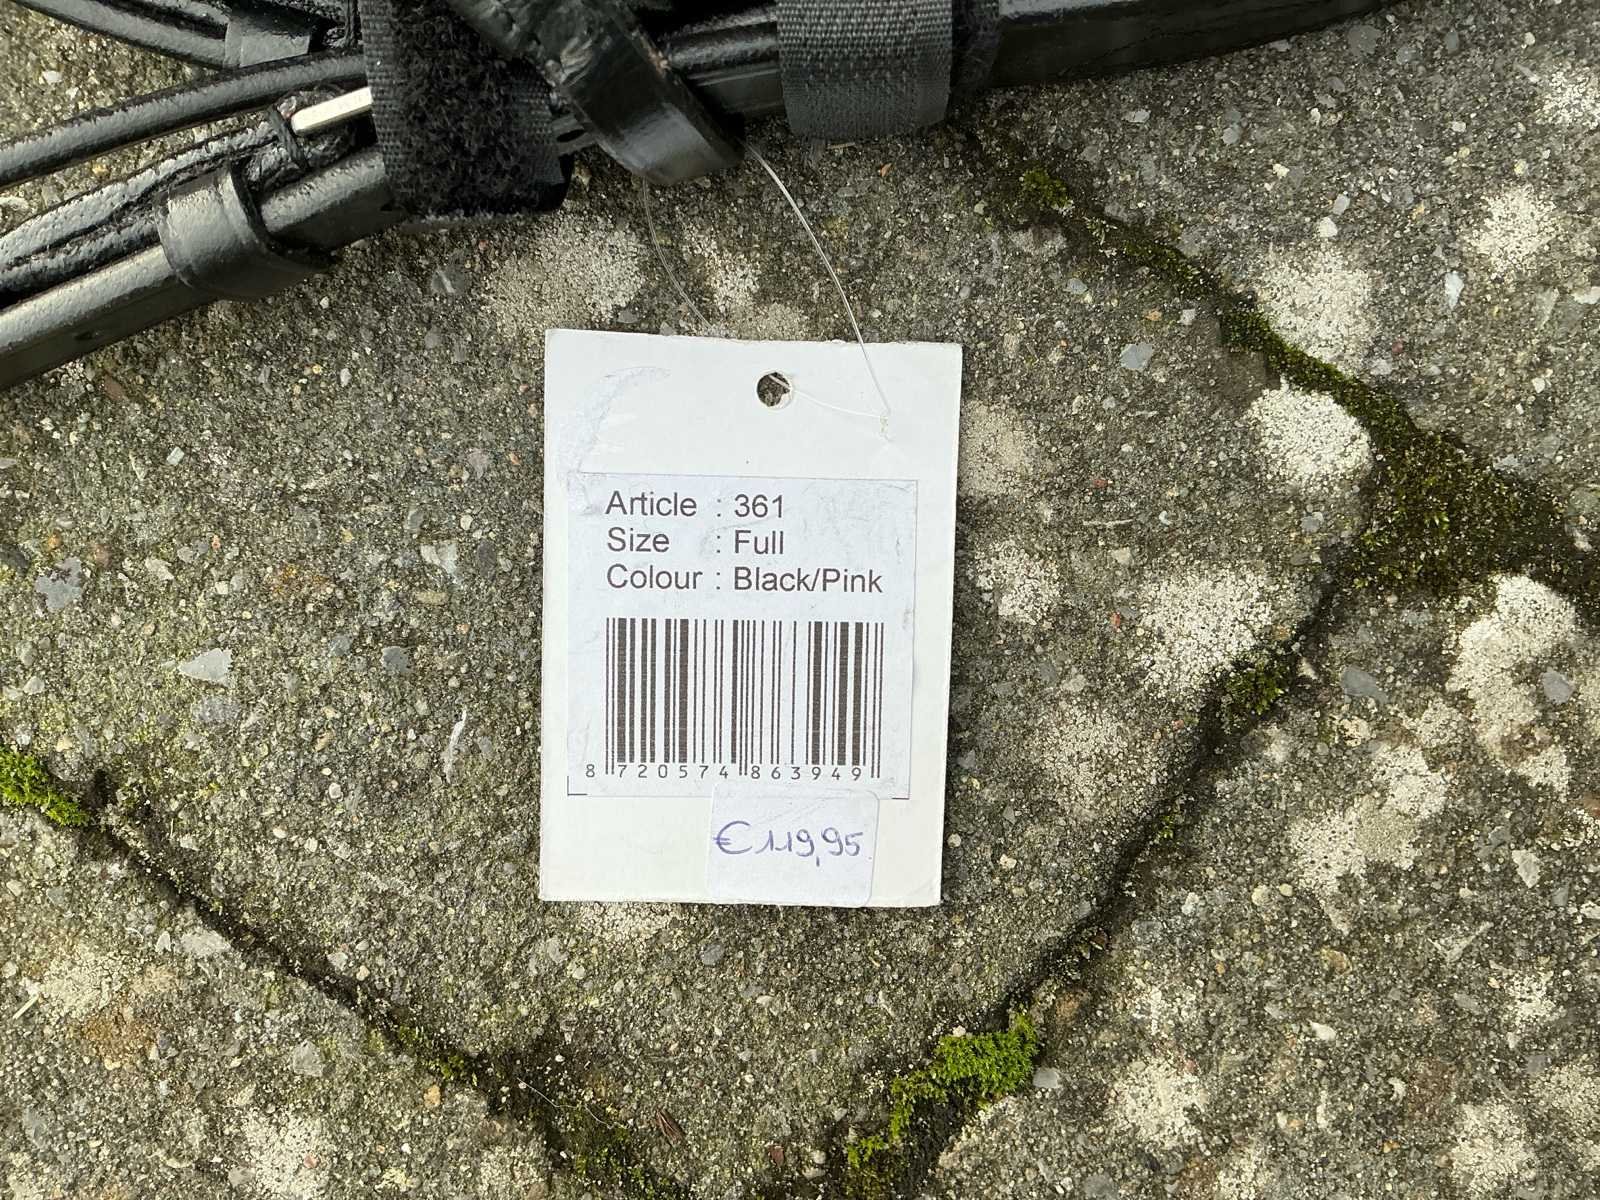 Article : 361
Size : Full
Colour : Black/Pink
8 720574 863949
€119,95